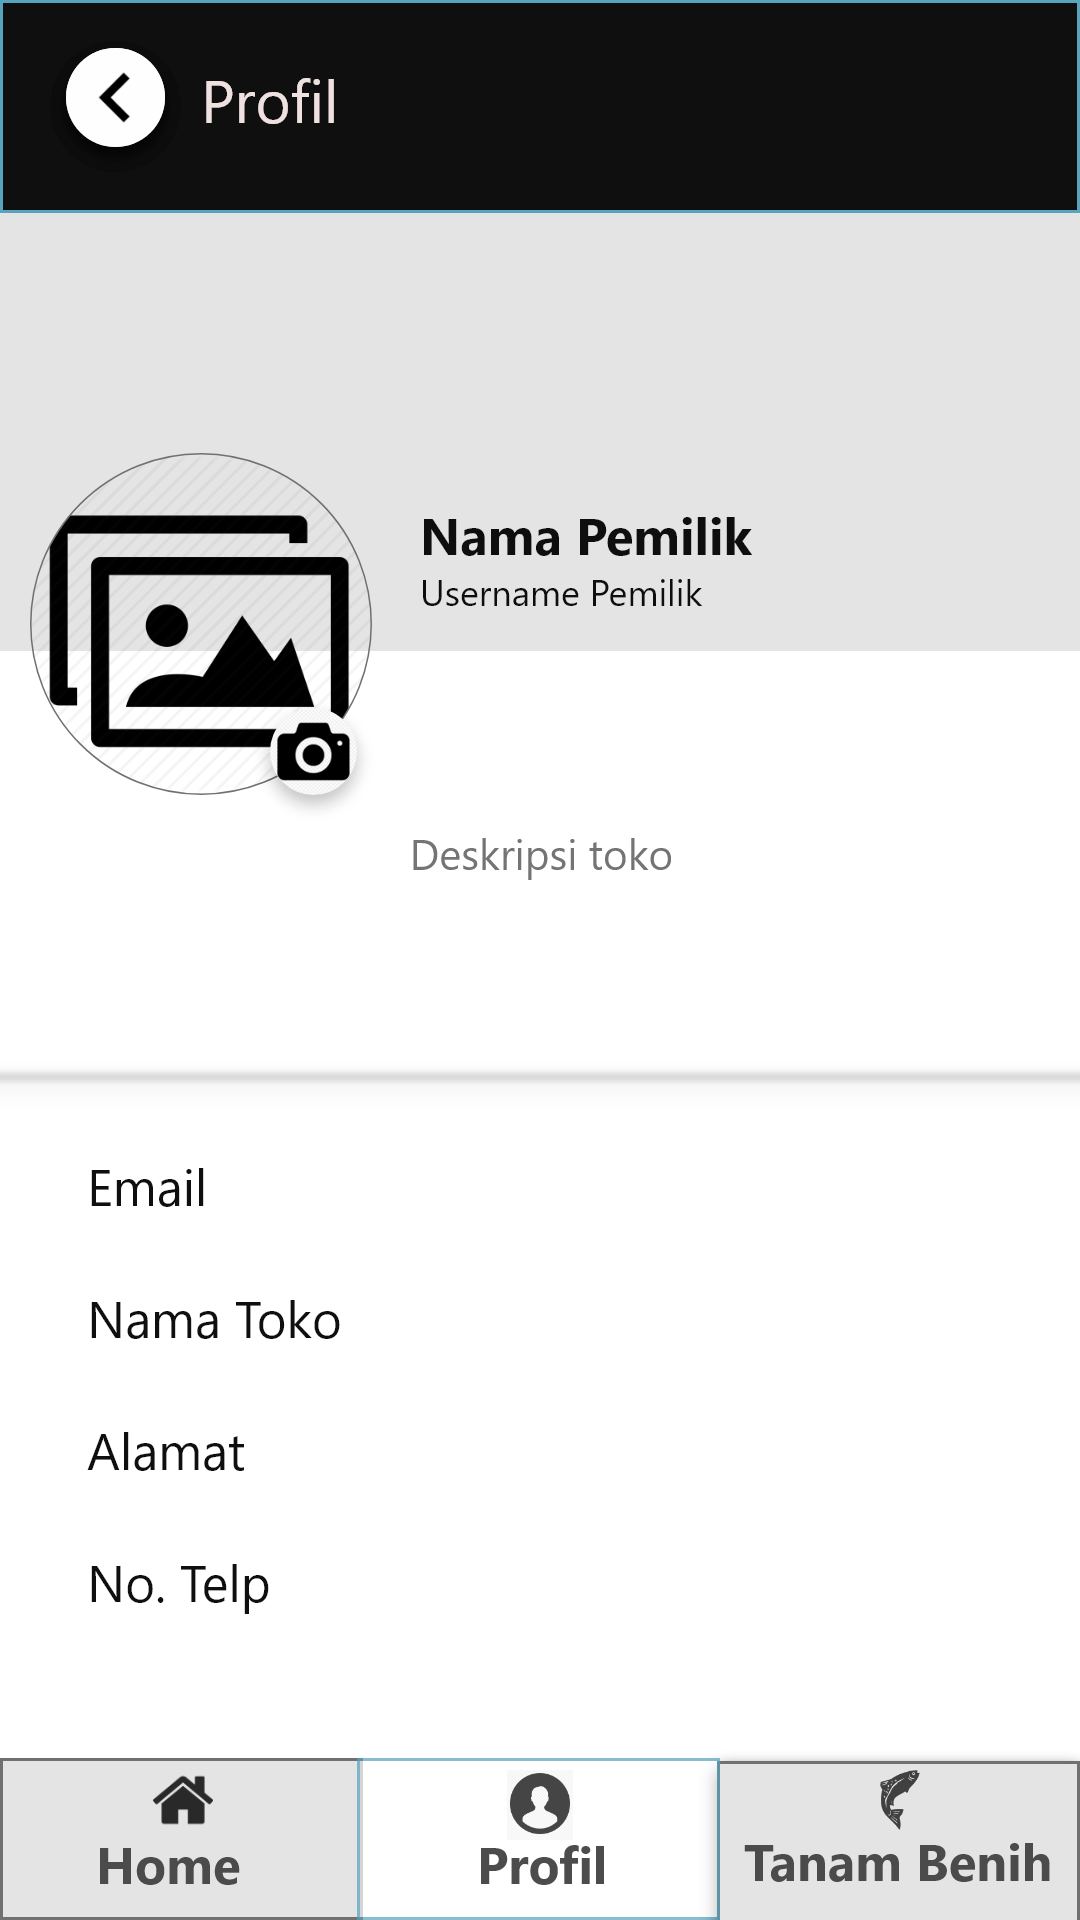 Profil
Nama Pemilik
Username Pemilik
Deskripsi toko
Email
Nama Toko
Alamat
No. Telp
Home
Profil
Tanam Benih